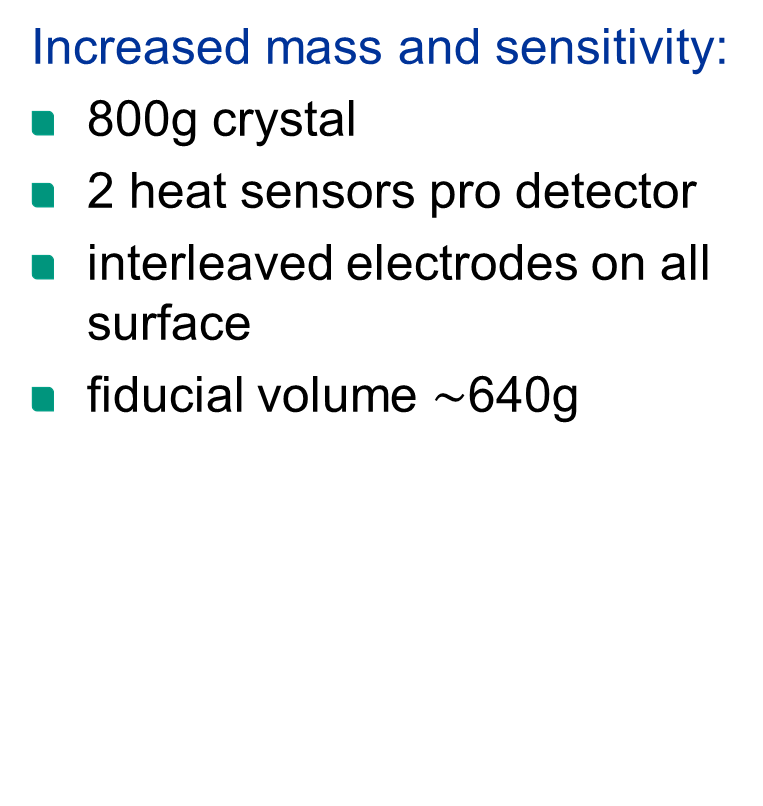 Increased mass and sensitivity:
800g crystal
2 heat sensors pro detector
interleaved electrodes on all
surface
fiducial volume ~640g